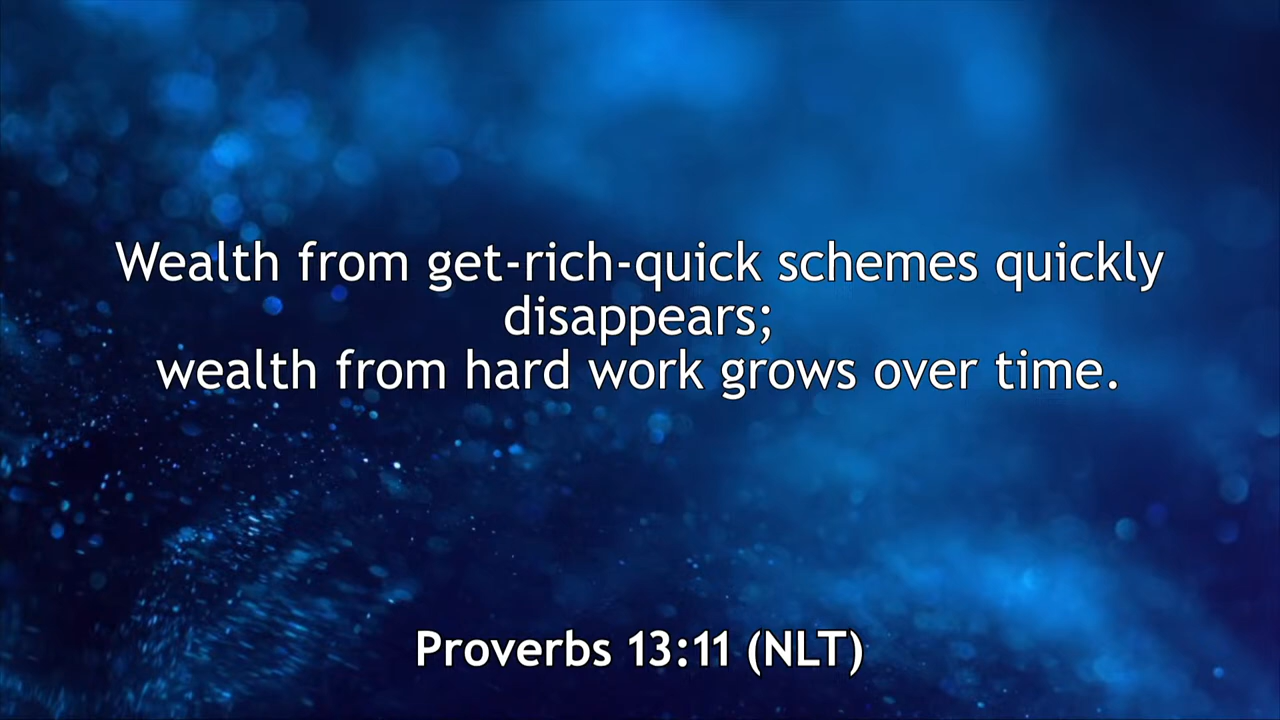 Wealth from get-rich-quick schemes quickly
disappears;
wealth from hard work grows over time.
Proverbs 13:11 (NLT)